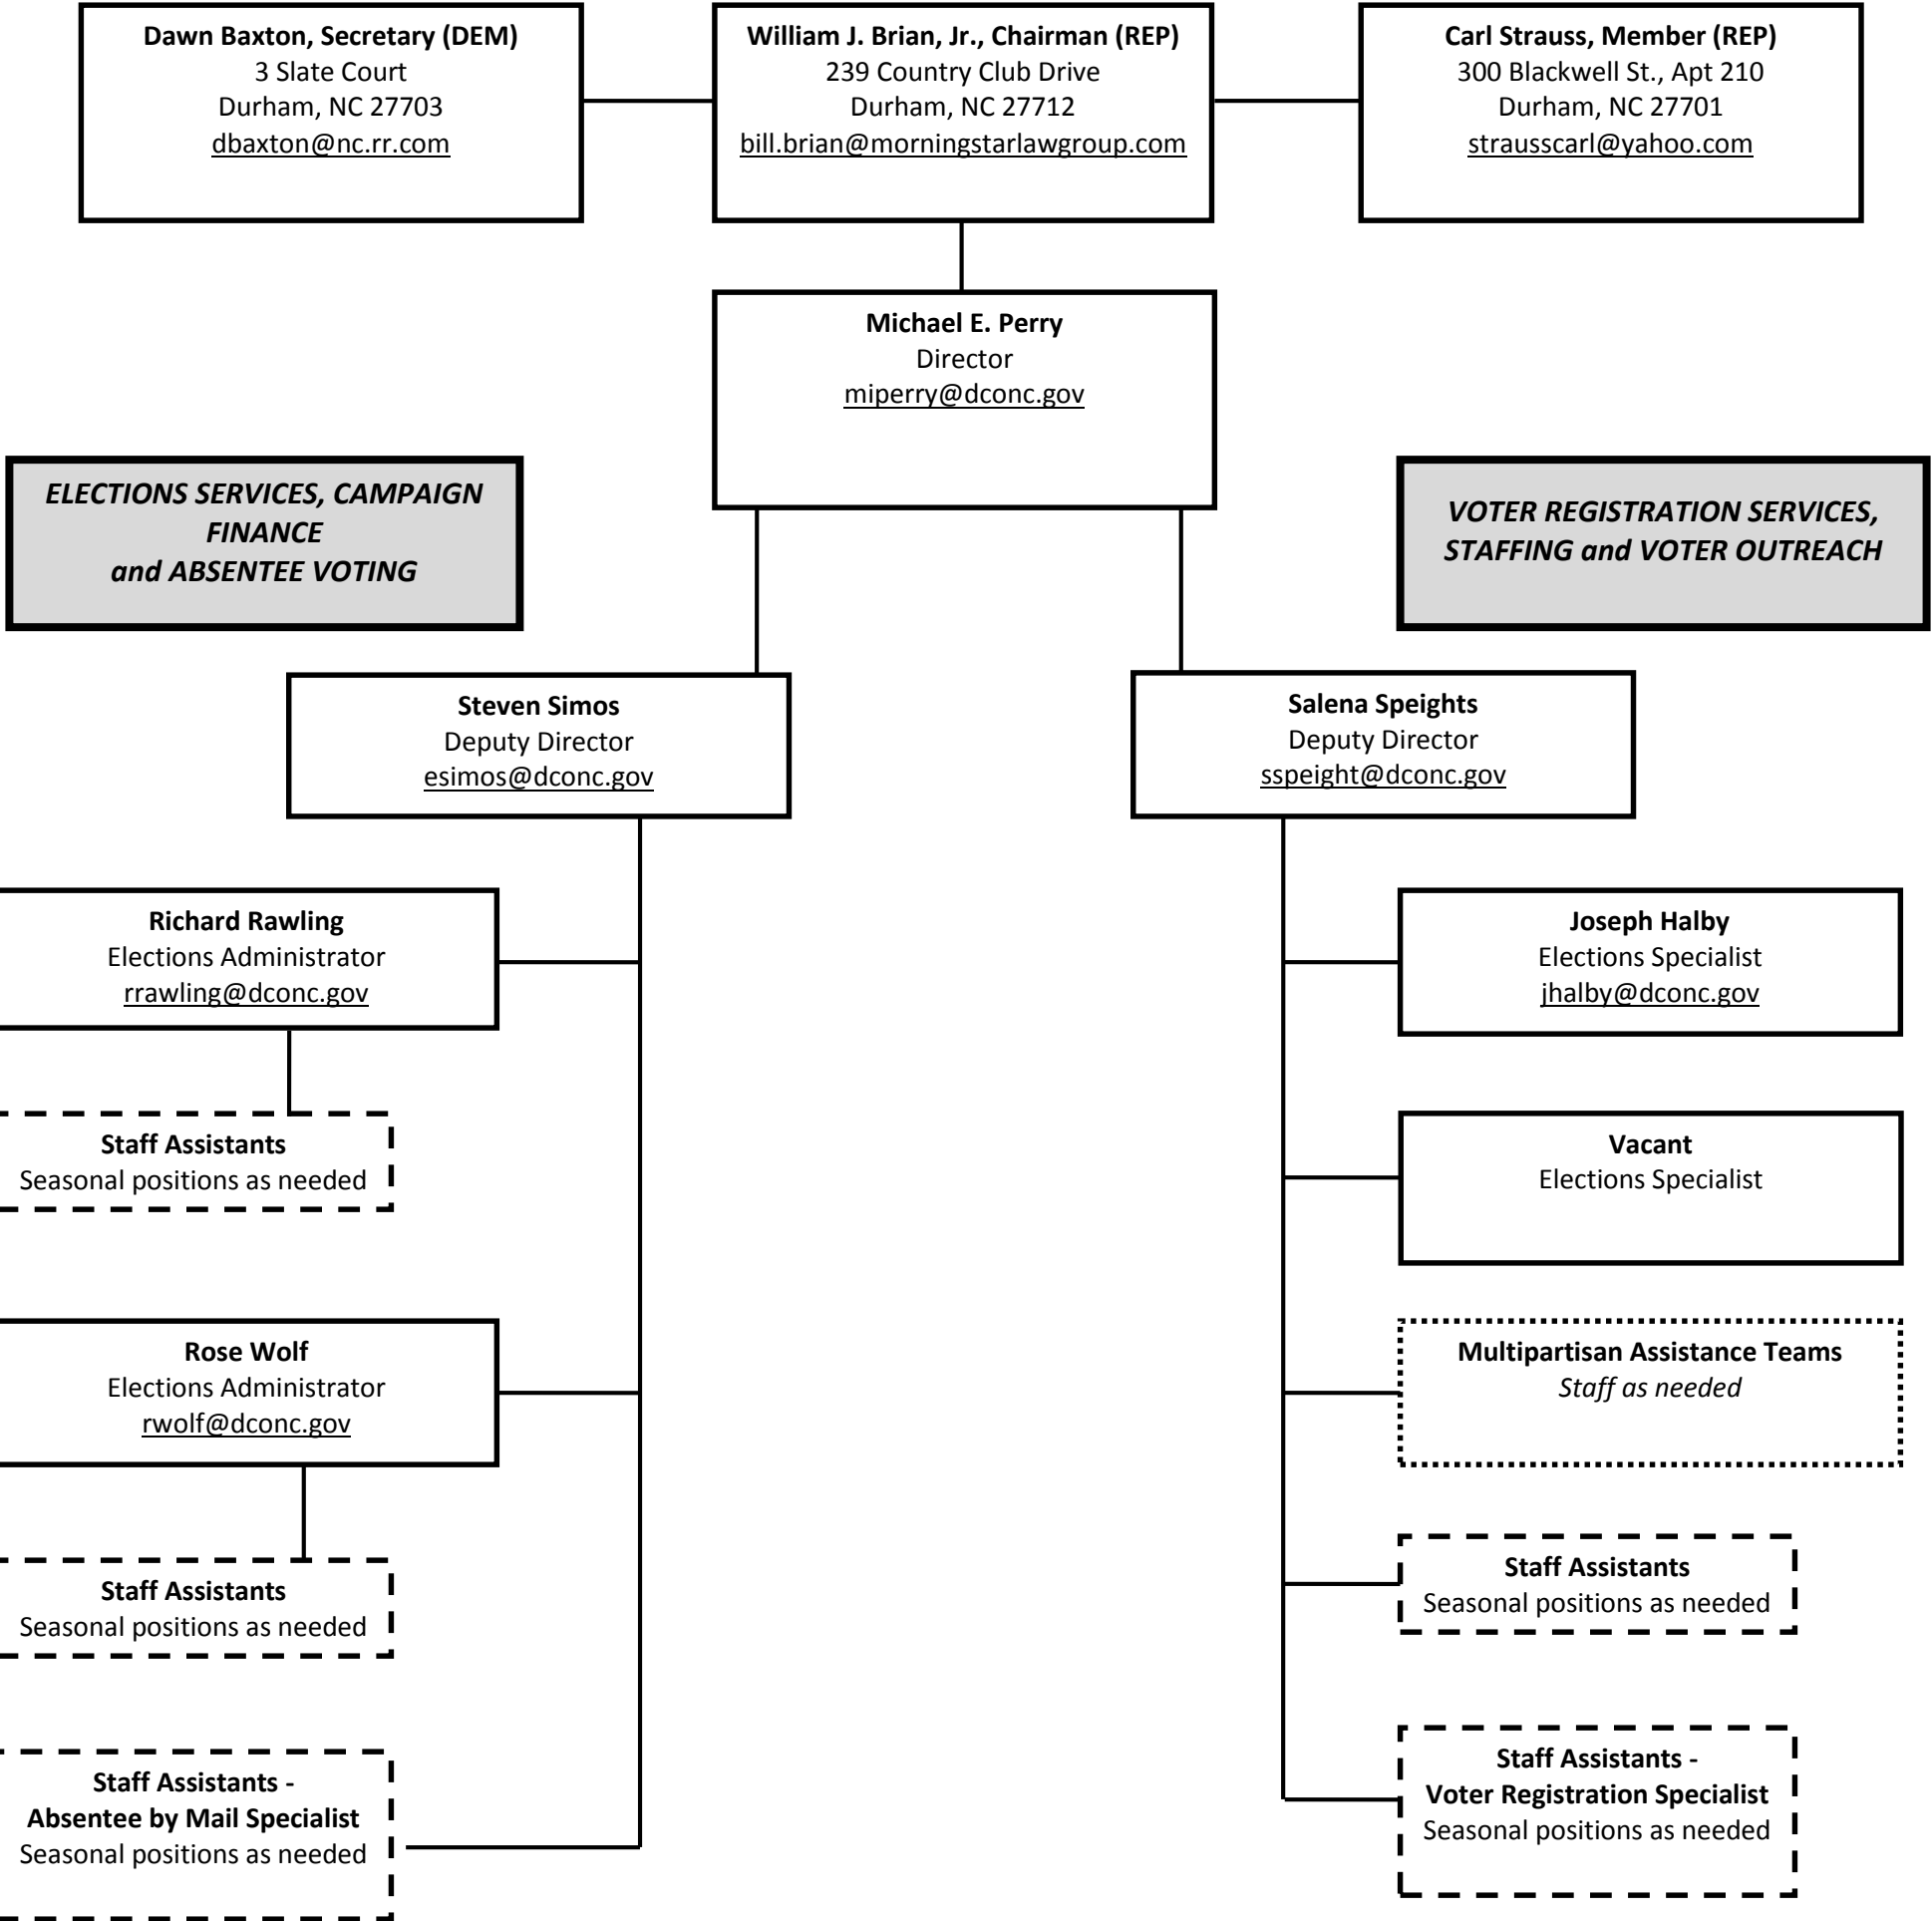 Dawn Baxton, Secretary (DEM)
3 Slate Court
Durham, NC 27703
dbaxton@nc.rr.com
William J. Brian, Jr., Chairman (REP)
239 Country Club Drive
Durham, NC 27712
bill.brian@morningstarlawgroup.com
Carl Strauss, Member (REP)
300 Blackwell St., Apt 210
Durham, NC 27701
strausscarl@yahoo.com
Michael E. Perry
Director
miperry@dconc.gov
ELECTIONS SERVICES, CAMPAIGN
FINANCE
and ABSENTEE VOTING
VOTER REGISTRATION SERVICES,
STAFFING and VOTER OUTREACH
Steven Simos
Deputy Director
esimos@dconc.gov
Salena Speights
Deputy Director
sspeight@dconc.gov
Richard Rawling
Elections Administrator
rrawling@dconc.gov
Joseph Halby
Elections Specialist
jhalby@dconc.gov
Staff Assistants
Seasonal positions as needed
Vacant
Elections Specialist
Rose Wolf
Elections Administrator
rwolf@dconc.gov
Multipartisan Assistance Teams
Staff as needed
Staff Assistants
Seasonal positions as needed
Staff Assistants
Seasonal positions as needed
Staff Assistants -
Absentee by Mail Specialist
Seasonal positions as needed
Staff Assistants -
Voter Registration Specialist
Seasonal positions as needed